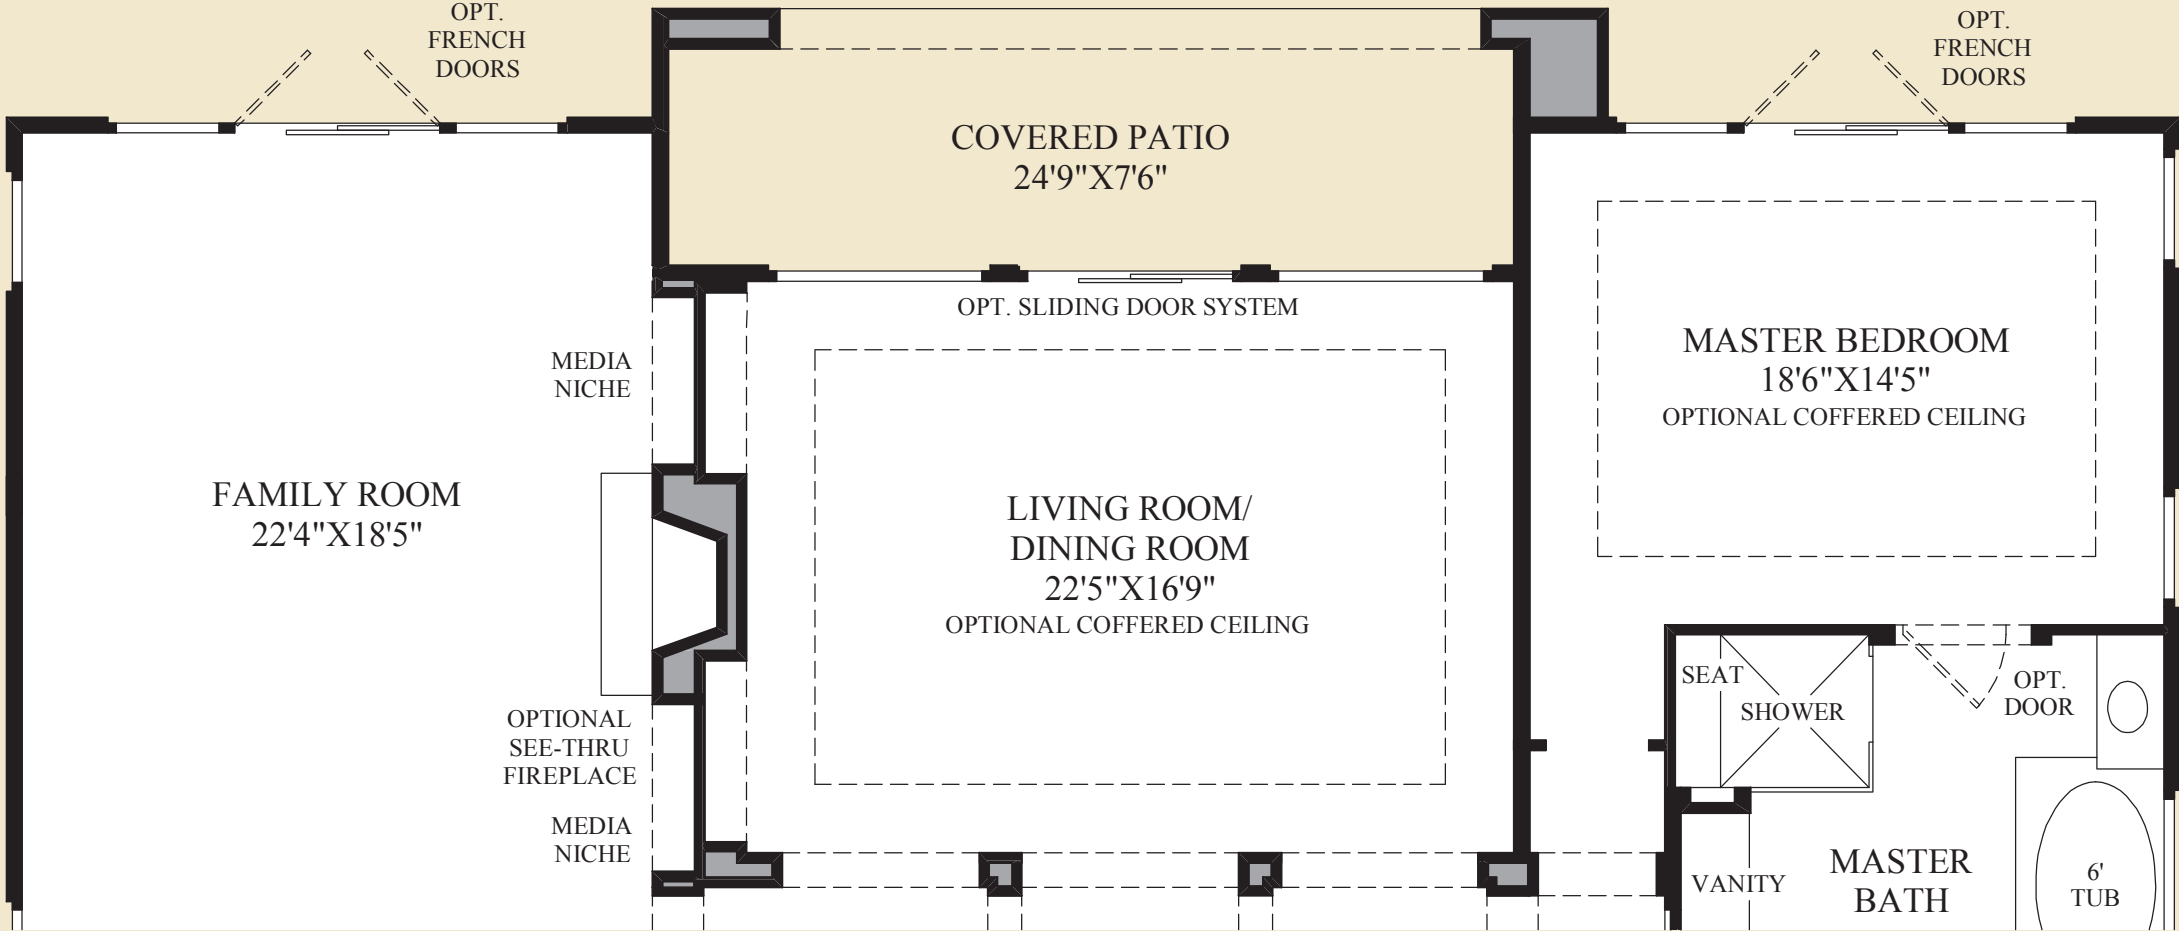 OPT.
FRENCH
DOORS
OPT.
FRENCH
DOORS
COVERED PATIO
24'9"X7'6"
OPT. SLIDING DOOR SYSTEM
MEDIA
NICHE
MASTER BEDROOM
18'6"X14'5"
OPTIONAL COFFERED CEILING
FAMILY ROOM
22'4"X18'5"
LIVING ROOM/
DINING ROOM
22'5"X16'9"
OPTIONAL COFFERED CEILING
SEAT
SHOWER
OPT.
DOOR
OPTIONAL
SEE-THRU
FIREPLACE
MEDIA
NICHE
VANITY
MASTER
BATH
6'
TUB